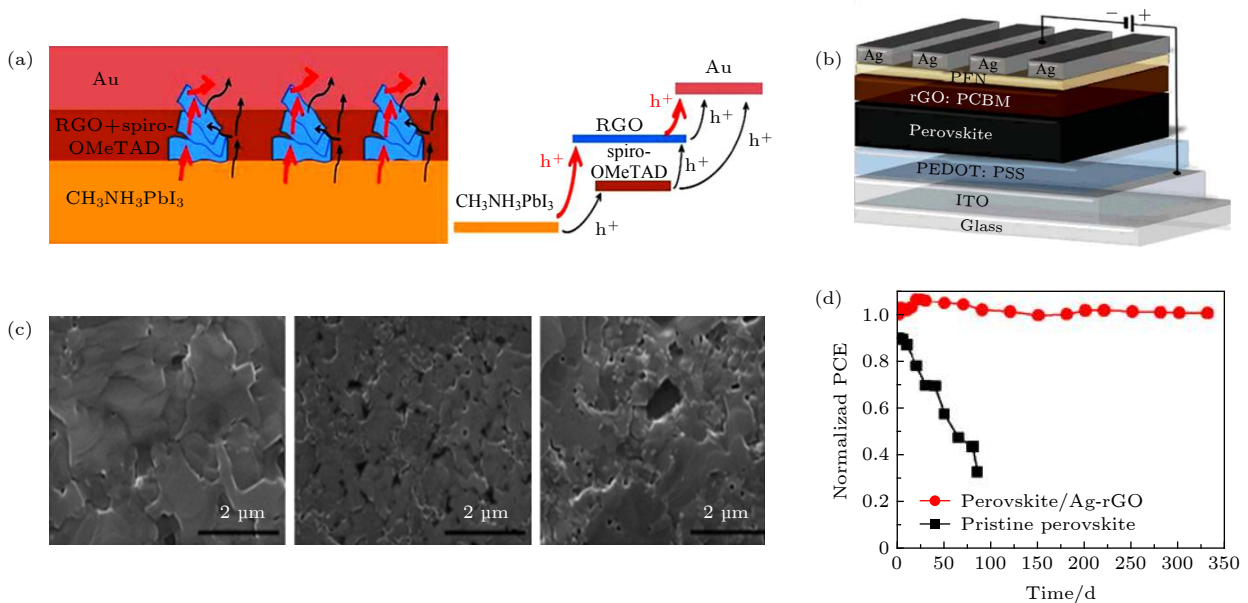 (a)
Au
RGO+spiro-
OMeTAD
CH₃NH₃PbI₃
Au
h⁺
RGO
h⁺
spiro-
OMeTAD
h⁺
h⁺
CH₃NH₃PbI₃
h⁺
(b)
− +
Ag Ag Ag Ag
PFN
rGO: PCBM
Perovskite
PEDOT: PSS
ITO
Glass
(c)
2 µm
2 µm
2 µm
(d)
Normalizad PCE
1.0
0.8
0.6
0.4
0.2
0
Perovskite/Ag-rGO
Pristine perovskite
0 50 100 150 200 250 300 350
Time/d